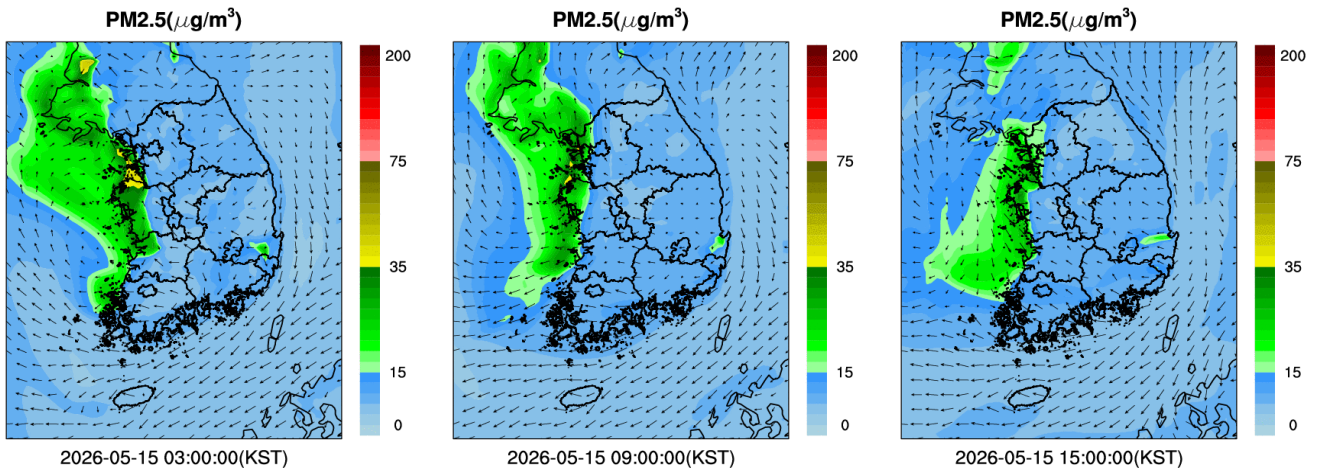 PM2.5(μg/m³) PM2.5(μg/m³) PM2.5(μg/m³)
200 200 200
75 75 75
35 35 35
15 15 15
0 0 0
2026-05-15 03:00:00(KST) 2026-05-15 09:00:00(KST) 2026-05-15 15:00:00(KST)